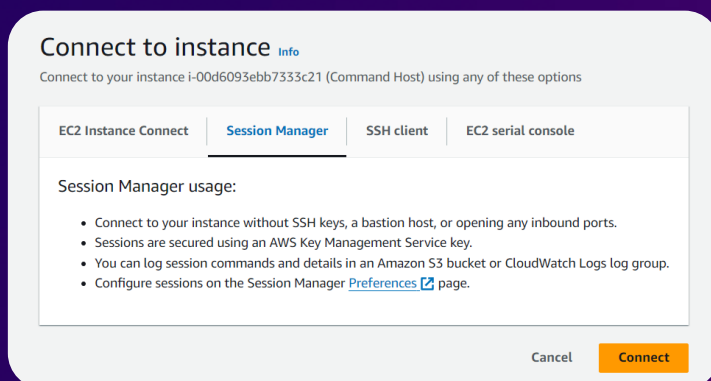 Connect to instance Info
Connect to your instance i-00d6093ebb7333c21 (Command Host) using any of these options
EC2 Instance Connect
Session Manager
SSH client
EC2 serial console
Session Manager usage:
• Connect to your instance without SSH keys, a bastion host, or opening any inbound ports.
• Sessions are secured using an AWS Key Management Service key.
• You can log session commands and details in an Amazon S3 bucket or CloudWatch Logs log group.
• Configure sessions on the Session Manager Preferences page.
Cancel
Connect